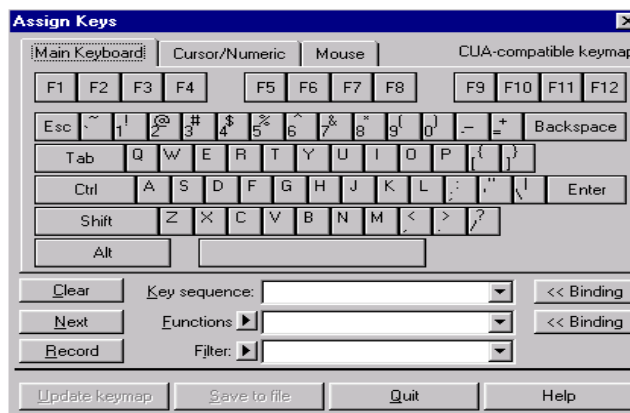 Assign Keys
Main Keyboard Cursor/Numeric Mouse CUA-compatible keymap
F1 F2 F3 F4 F5 F6 F7 F8 F9 F10 F11 F12
Esc ` ~ 1 ! 2 @ 3 # 4 $ 5 % 6 ^ 7 & 8 * 9 ( 0 ) - _ = + Backspace
Tab Q W E R T Y U I O P [ { ] }
Ctrl A S D F G H J K L ; : ' " \ | Enter
Shift Z X C V B N M , < . > / ?
Alt
Clear Key sequence: << Binding
Next Functions << Binding
Record Filter:
Update keymap Save to file Quit Help